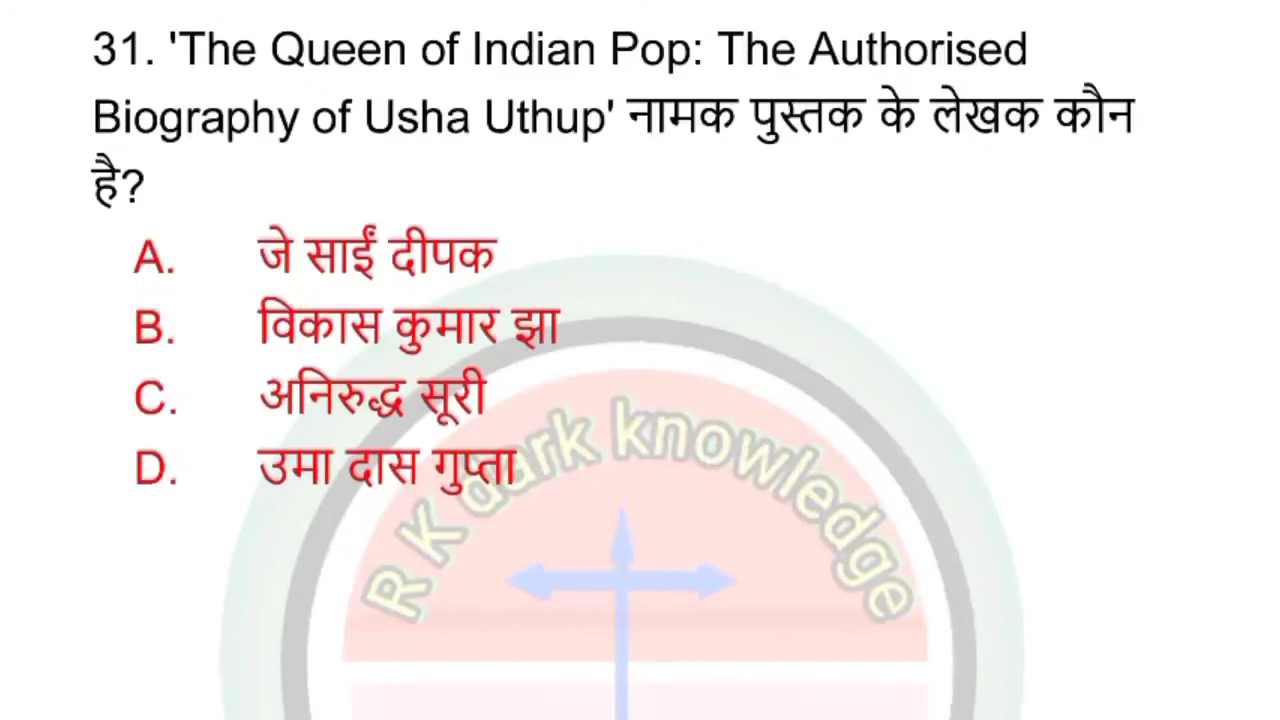 31. 'The Queen of Indian Pop: The Authorised
Biography of Usha Uthup' नामक पुस्तक के लेखक कौन
है?
A. जे साईं दीपक
B. विकास कुमार झा
C. अनिरुद्ध सूरी
D. उमा दास गुप्ता
R K dark knowledge